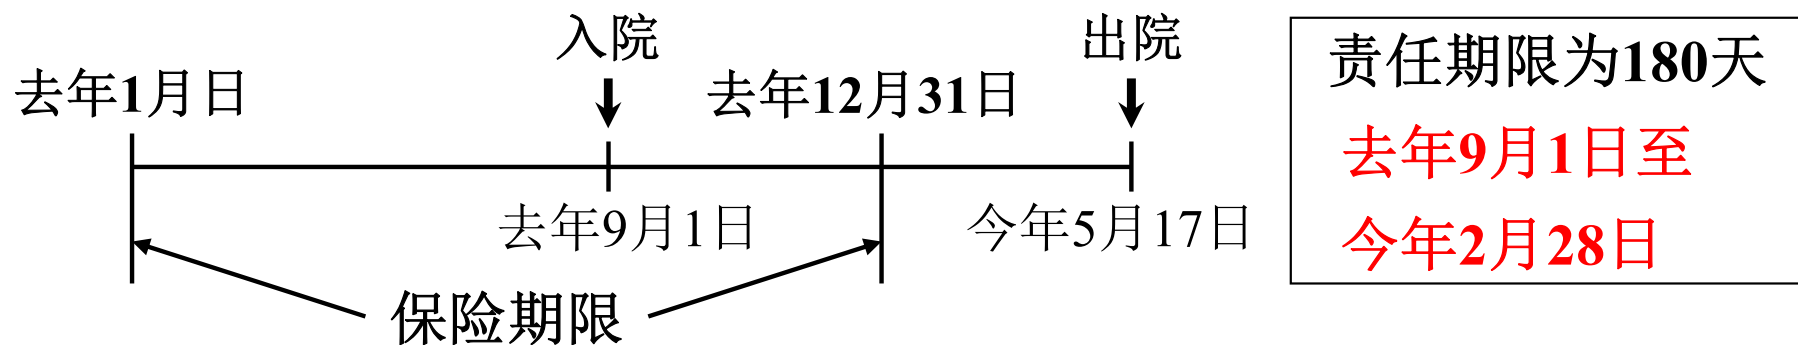 入院
出院
去年1月日
去年12月31日
去年9月1日
今年5月17日
保险期限
责任期限为180天
去年9月1日至
今年2月28日